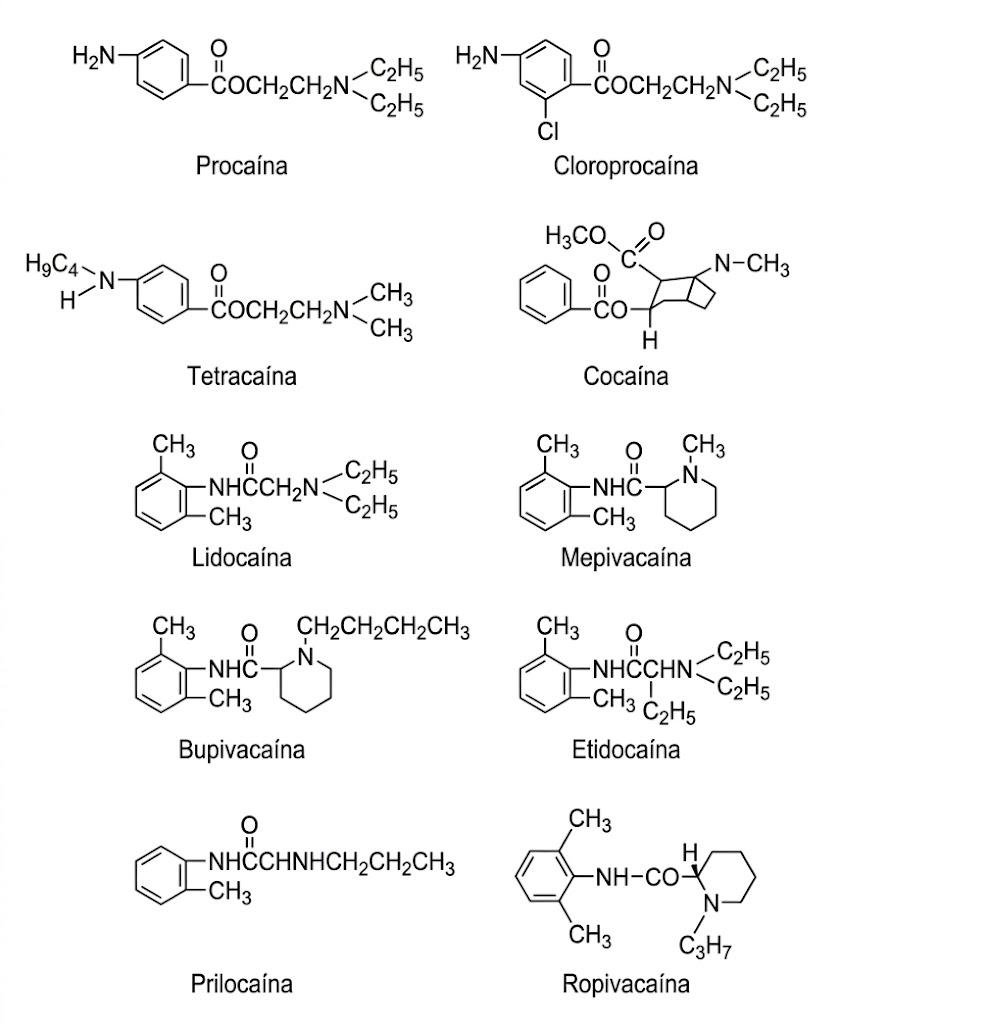 H₂N O COCH₂CH₂N C₂H₅ C₂H₅
Procaína
H₂N O COCH₂CH₂N C₂H₅ C₂H₅ Cl
Cloroprocaína
H₉C₄ N H O COCH₂CH₂N CH₃ CH₃
Tetracaína
H₃CO C O O CO H N–CH₃
Cocaína
CH₃ O NHCCH₂N C₂H₅ C₂H₅ CH₃
Lidocaína
CH₃ O NHC CH₃ N CH₃
Mepivacaína
CH₃ O NHC CH₂CH₂CH₂CH₃ N CH₃
Bupivacaína
CH₃ O NHCCHN C₂H₅ C₂H₅ CH₃ C₂H₅
Etidocaína
O NHCCHNHCH₂CH₂CH₃ CH₃
Prilocaína
CH₃ NH–CO H N C₃H₇ CH₃
Ropivacaína